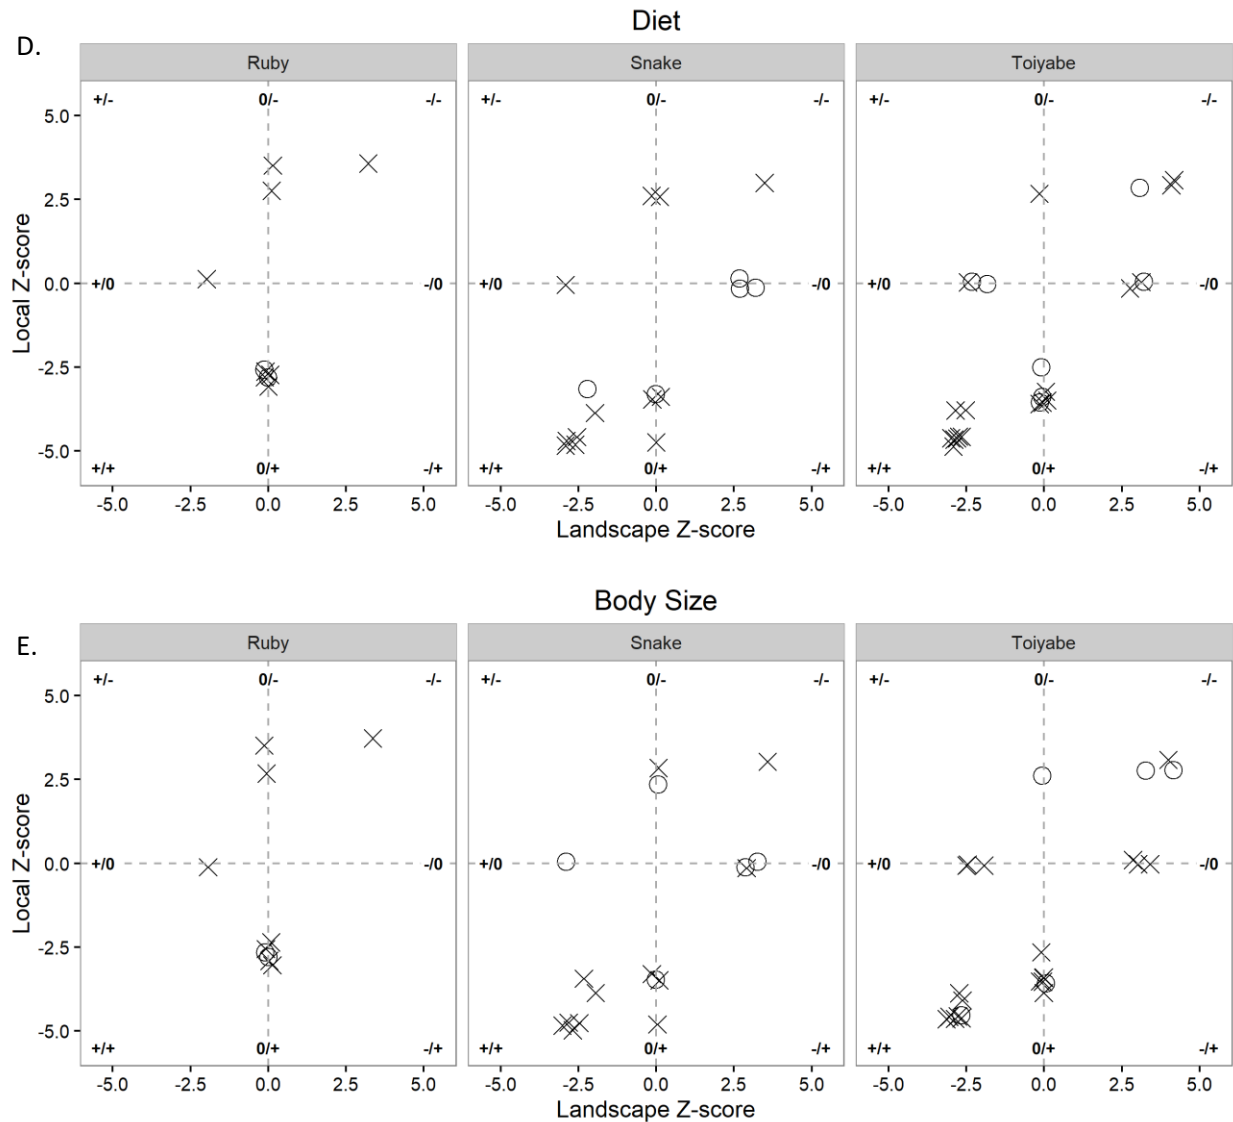 Diet
D.
Ruby Snake Toiyabe
+/- 0/- -/- +/- 0/- -/- +/- 0/- -/-
5.0
2.5
Local Z-score
0.0 +/0 -/0 +/0 -/0 +/0 -/0
-2.5
-5.0
+/+ 0/+ -/+ +/+ 0/+ -/+ +/+ 0/+ -/+
-5.0 -2.5 0.0 2.5 5.0 -5.0 -2.5 0.0 2.5 5.0 -5.0 -2.5 0.0 2.5 5.0
Landscape Z-score
Body Size
E.
Ruby Snake Toiyabe
+/- 0/- -/- +/- 0/- -/- +/- 0/- -/-
5.0
2.5
Local Z-score
0.0 +/0 -/0 +/0 -/0 +/0 -/0
-2.5
-5.0
+/+ 0/+ -/+ +/+ 0/+ -/+ +/+ 0/+ -/+
-5.0 -2.5 0.0 2.5 5.0 -5.0 -2.5 0.0 2.5 5.0 -5.0 -2.5 0.0 2.5 5.0
Landscape Z-score